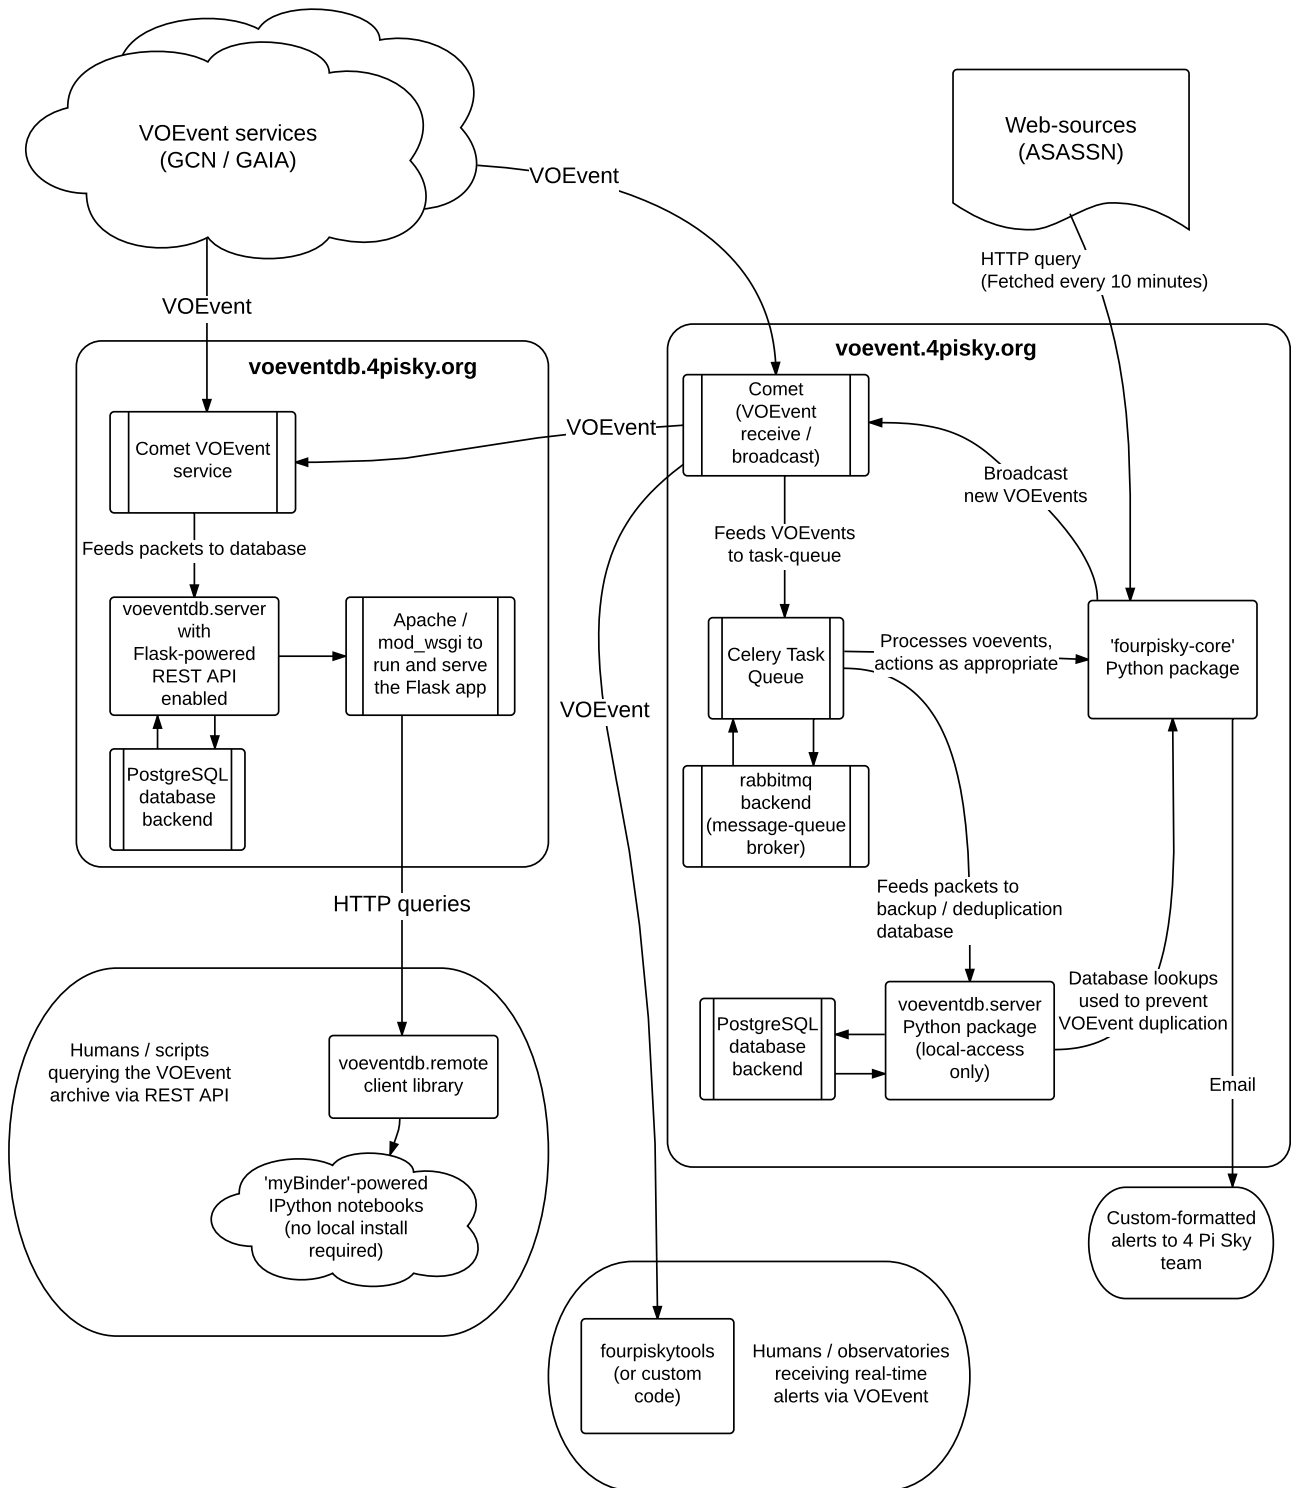 VOEvent services
(GCN / GAIA)
Web-sources
(ASASSN)
VOEvent
HTTP query
(Fetched every 10 minutes)
VOEvent
voeventdb.4pisky.org
Comet VOEvent
service
Feeds packets to database
voeventdb.server
with
Flask-powered
REST API
enabled
Apache /
mod_wsgi to
run and serve
the Flask app
PostgreSQL
database
backend
voevent.4pisky.org
Comet
(VOEvent
receive /
broadcast)
VOEvent
Broadcast
new VOEvents
Feeds VOEvents
to task-queue
Celery Task
Queue
Processes voevents,
actions as appropriate
'fourpisky-core'
Python package
VOEvent
rabbitmq
backend
(message-queue
broker)
Feeds packets to
backup / deduplication
database
PostgreSQL
database
backend
voeventdb.server
Python package
(local-access
only)
Database lookups
used to prevent
VOEvent duplication
Email
HTTP queries
Humans / scripts
querying the VOEvent
archive via REST API
voeventdb.remote
client library
'myBinder'-powered
IPython notebooks
(no local install
required)
Custom-formatted
alerts to 4 Pi Sky
team
fourpiskytools
(or custom
code)
Humans / observatories
receiving real-time
alerts via VOEvent